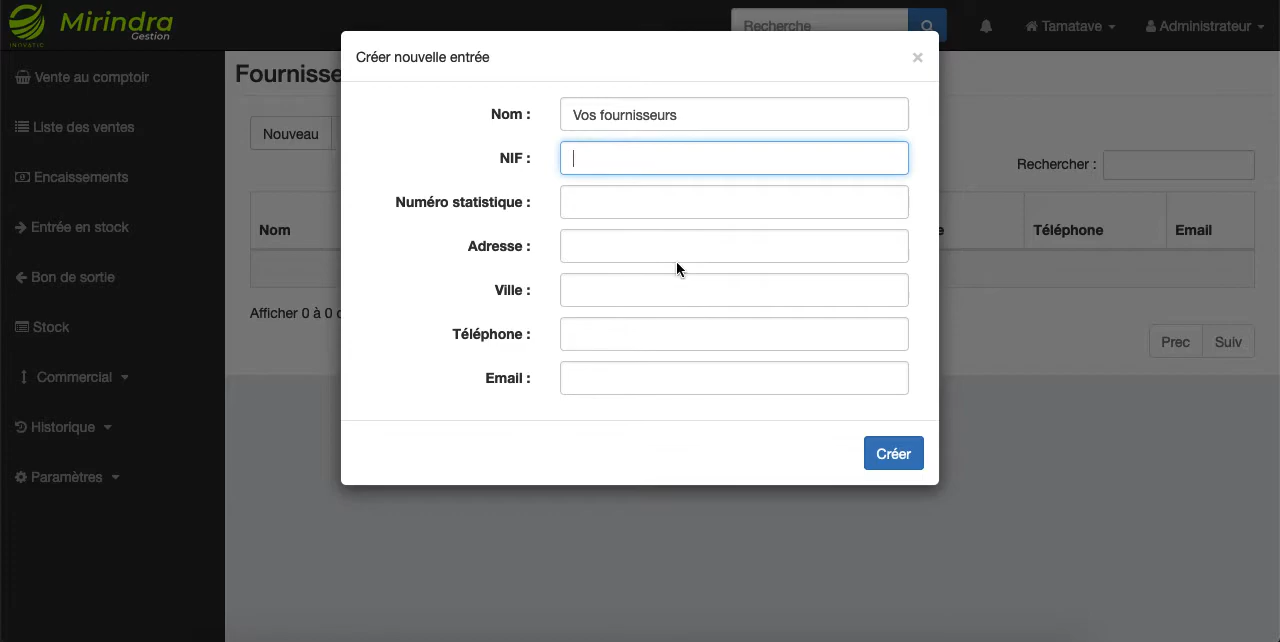 Mirindra
Gestion
INOVATIC
Recherche
Tamatave
Administrateur
Vente au comptoir
Liste des ventes
Encaissements
Entrée en stock
Bon de sortie
Stock
Commercial
Historique
Paramètres
Fournisse
Nouveau
Rechercher :
Nom
e
Téléphone
Email
Afficher 0 à 0
Prec
Suiv
Créer nouvelle entrée
×
Nom :
Vos fournisseurs
NIF :
Numéro statistique :
Adresse :
Ville :
Téléphone :
Email :
Créer